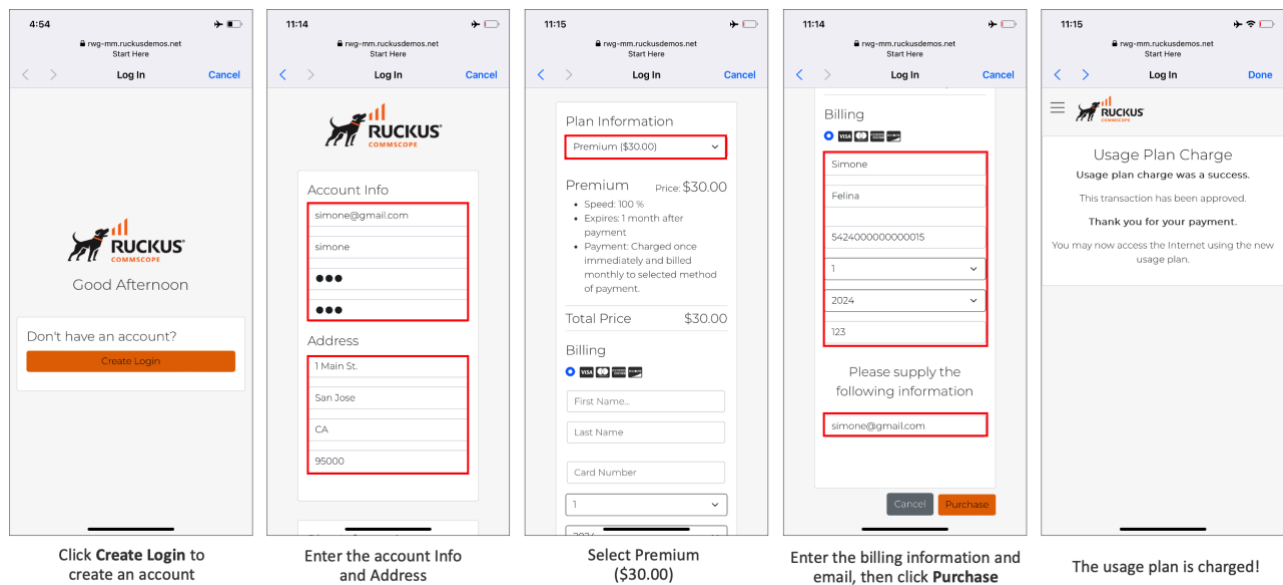 4:54
rwg-mm.ruckusdemos.net
Start Here
Log In
Cancel
RUCKUS
COMMSCOPE
Good Afternoon
Don't have an account?
Create Login
Click Create Login to
create an account
11:14
rwg-mm.ruckusdemos.net
Start Here
Log In
Cancel
RUCKUS
COMMSCOPE
Account Info
simone@gmail.com
simone
●●●
●●●
Address
1 Main St.
San Jose
CA
95000
Enter the account Info
and Address
11:15
rwg-mm.ruckusdemos.net
Start Here
Log In
Cancel
Plan Information
Premium ($30.00)
Premium Price: $30.00
• Speed: 100 %
• Expires: 1 month after
payment
• Payment: Charged once
immediately and billed
monthly to selected method
of payment.
Total Price $30.00
Billing
VISA
First Name...
Last Name
Card Number
1
2024
Select Premium
($30.00)
11:14
rwg-mm.ruckusdemos.net
Start Here
Log In
Cancel
Billing
VISA
Simone
Felina
5424000000000015
1
2024
123
Please supply the
following information
simone@gmail.com
Cancel
Purchase
Enter the billing information and
email, then click Purchase
11:15
rwg-mm.ruckusdemos.net
Start Here
Log In
Done
RUCKUS
COMMSCOPE
Usage Plan Charge
Usage plan charge was a success.
This transaction has been approved.
Thank you for your payment.
You may now access the Internet using the new
usage plan.
The usage plan is charged!